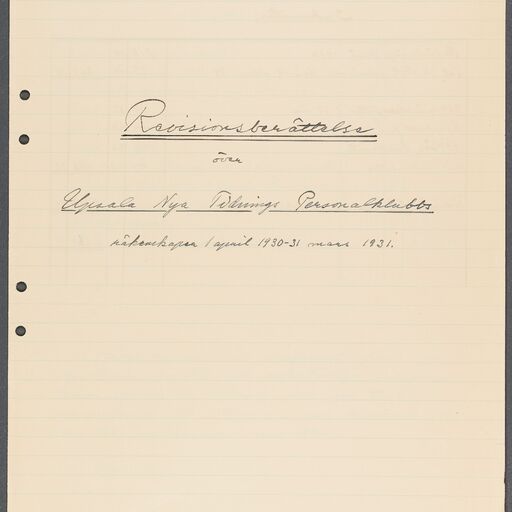 Revisionsberättelse
över
Upsala Nya Tidnings Personalklubbs
räkenskaper 1 april 1930-31 mars 1931.